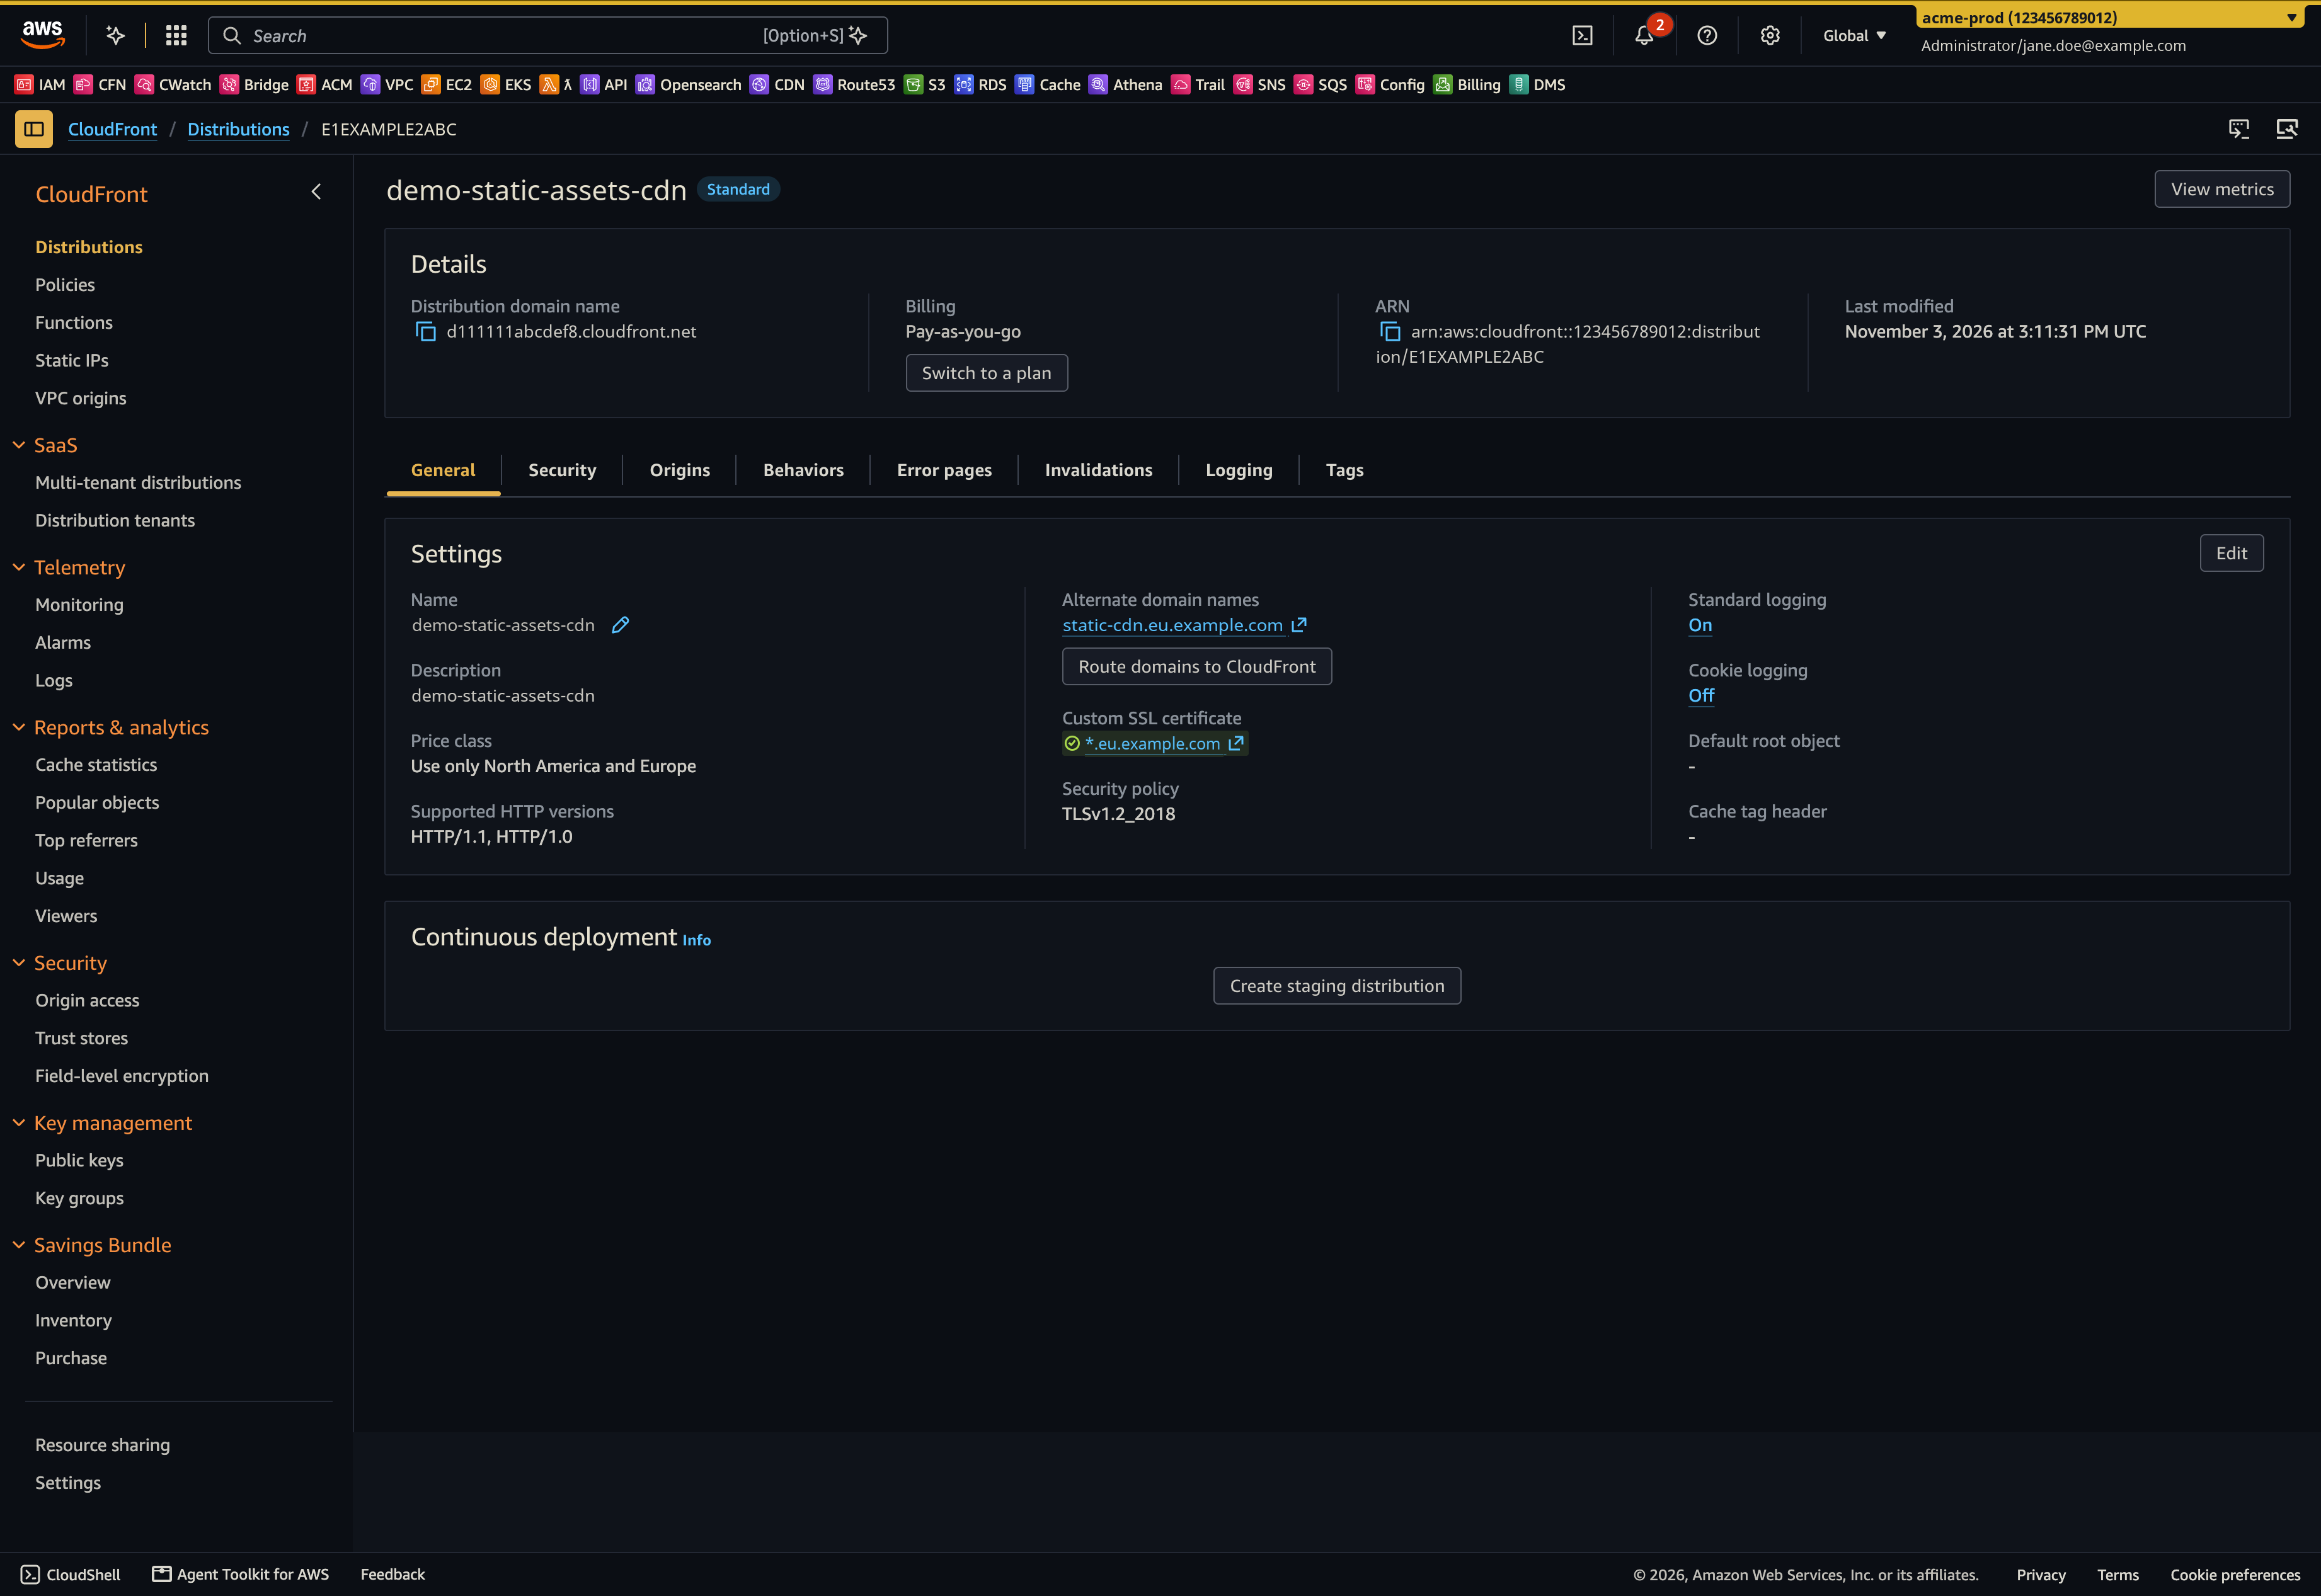 acme-prod (123456789012)
aws
Search
[Option+S]
2
Global
Administrator/jane.doe@example.com
IAM
CFN
CWatch
Bridge
ACM
VPC
EC2
EKS
λ
API
Opensearch
CDN
Route53
S3
RDS
Cache
Athena
Trail
SNS
SQS
Config
Billing
DMS
CloudFront / Distributions / E1EXAMPLE2ABC
CloudFront
Distributions
Policies
Functions
Static IPs
VPC origins
SaaS
Multi-tenant distributions
Distribution tenants
Telemetry
Monitoring
Alarms
Logs
Reports & analytics
Cache statistics
Popular objects
Top referrers
Usage
Viewers
Security
Origin access
Trust stores
Field-level encryption
Key management
Public keys
Key groups
Savings Bundle
Overview
Inventory
Purchase
Resource sharing
Settings
demo-static-assets-cdn
Standard
View metrics
Details
Distribution domain name
d111111abcdef8.cloudfront.net
Billing
Pay-as-you-go
Switch to a plan
ARN
arn:aws:cloudfront::123456789012:distribut
ion/E1EXAMPLE2ABC
Last modified
November 3, 2026 at 3:11:31 PM UTC
General
Security
Origins
Behaviors
Error pages
Invalidations
Logging
Tags
Settings
Edit
Name
demo-static-assets-cdn
Description
demo-static-assets-cdn
Price class
Use only North America and Europe
Supported HTTP versions
HTTP/1.1, HTTP/1.0
Alternate domain names
static-cdn.eu.example.com
Route domains to CloudFront
Custom SSL certificate
*.eu.example.com
Security policy
TLSv1.2_2018
Standard logging
On
Cookie logging
Off
Default root object
-
Cache tag header
-
Continuous deployment Info
Create staging distribution
CloudShell
Agent Toolkit for AWS
Feedback
© 2026, Amazon Web Services, Inc. or its affiliates.
Privacy
Terms
Cookie preferences